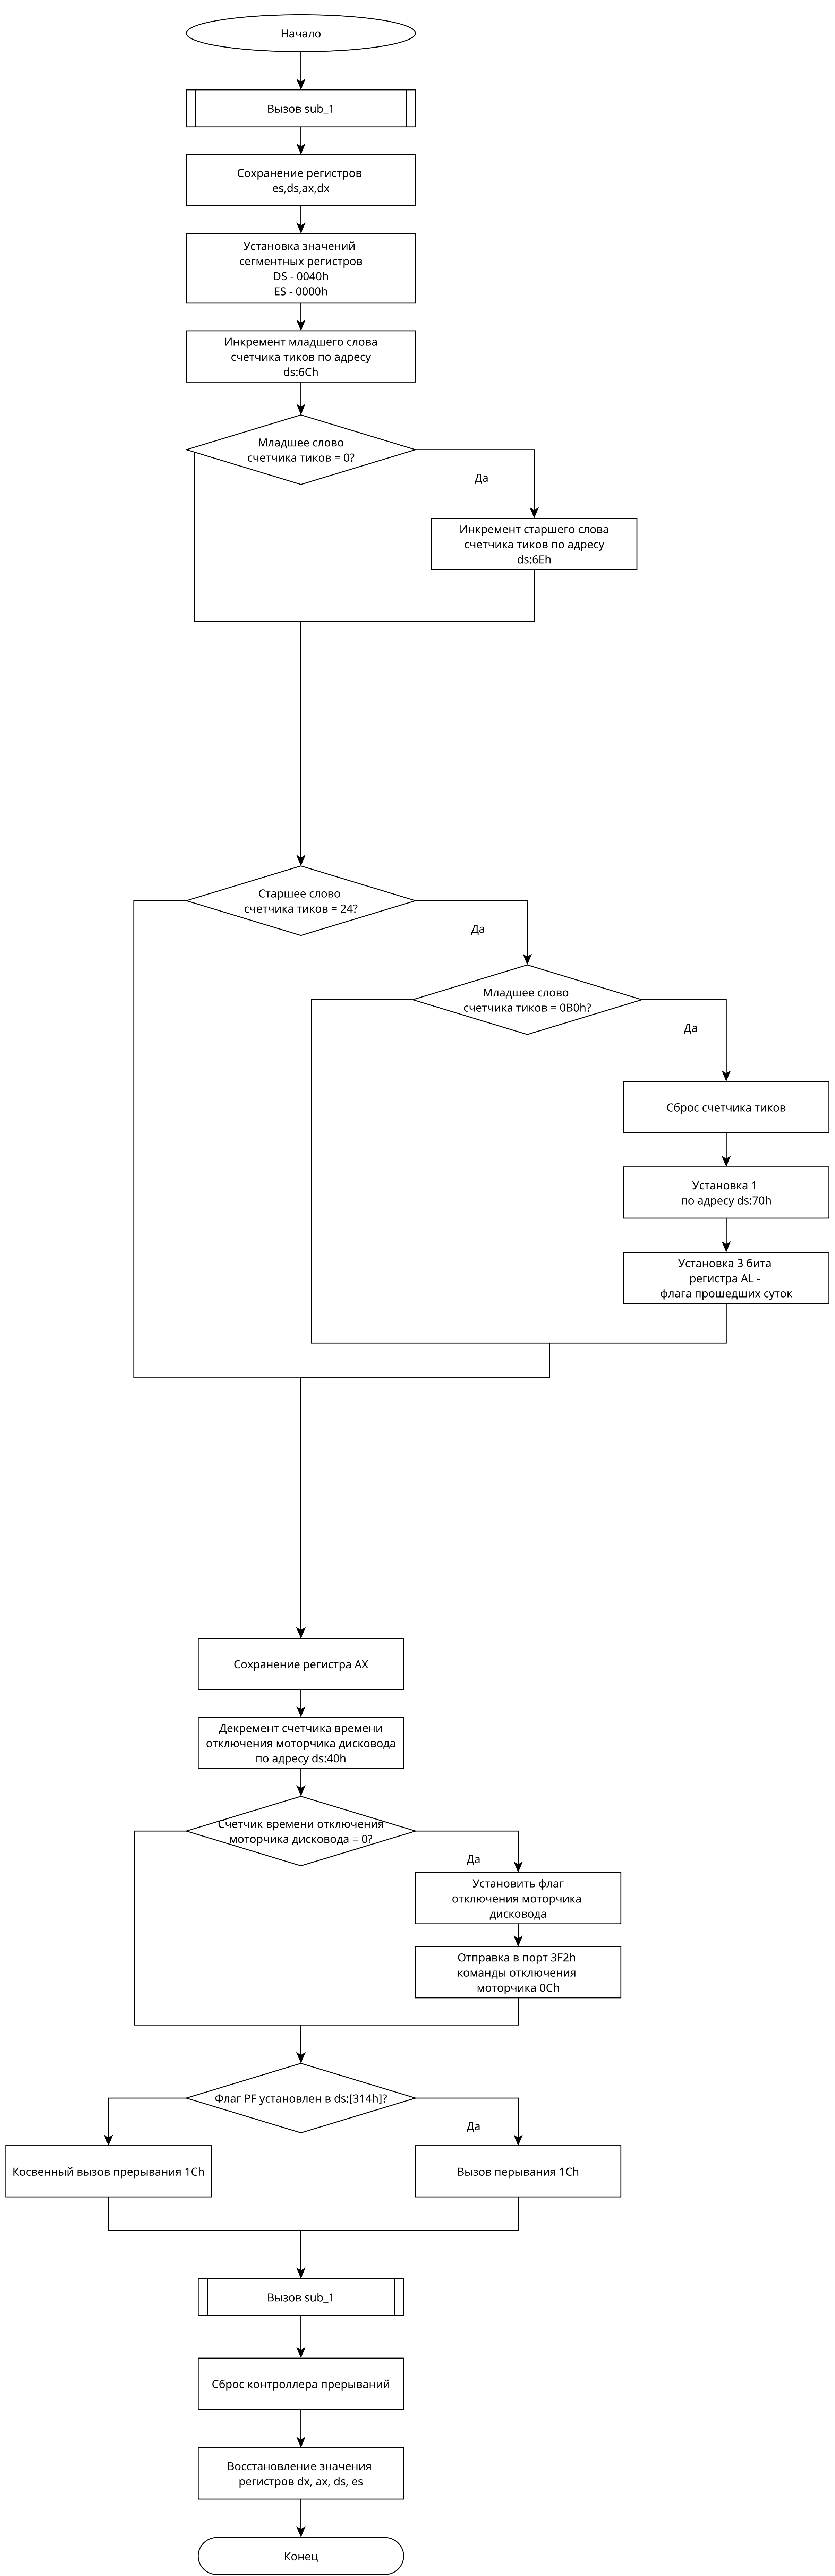 Начало
Вызов sub_1
Сохранение регистров
es,ds,ax,dx
Установка значений
сегментных регистров
DS - 0040h
ES - 0000h
Инкремент младшего слова
счетчика тиков по адресу
ds:6Ch
Младшее слово
счетчика тиков = 0?
Да
Инкремент старшего слова
счетчика тиков по адресу
ds:6Eh
Старшее слово
счетчика тиков = 24?
Да
Младшее слово
счетчика тиков = 0B0h?
Да
Сброс счетчика тиков
Установка 1
по адресу ds:70h
Установка 3 бита
регистра AL -
флага прошедших суток
Сохранение регистра AX
Декремент счетчика времени
отключения моторчика дисковода
по адресу ds:40h
Счетчик времени отключения
моторчика дисковода = 0?
Да
Установить флаг
отключения моторчика
дисковода
Отправка в порт 3F2h
команды отключения
моторчика 0Ch
Флаг PF установлен в ds:[314h]?
Да
Косвенный вызов прерывания 1Ch
Вызов перывания 1Ch
Вызов sub_1
Сброс контроллера прерываний
Восстановление значения
регистров dx, ax, ds, es
Конец